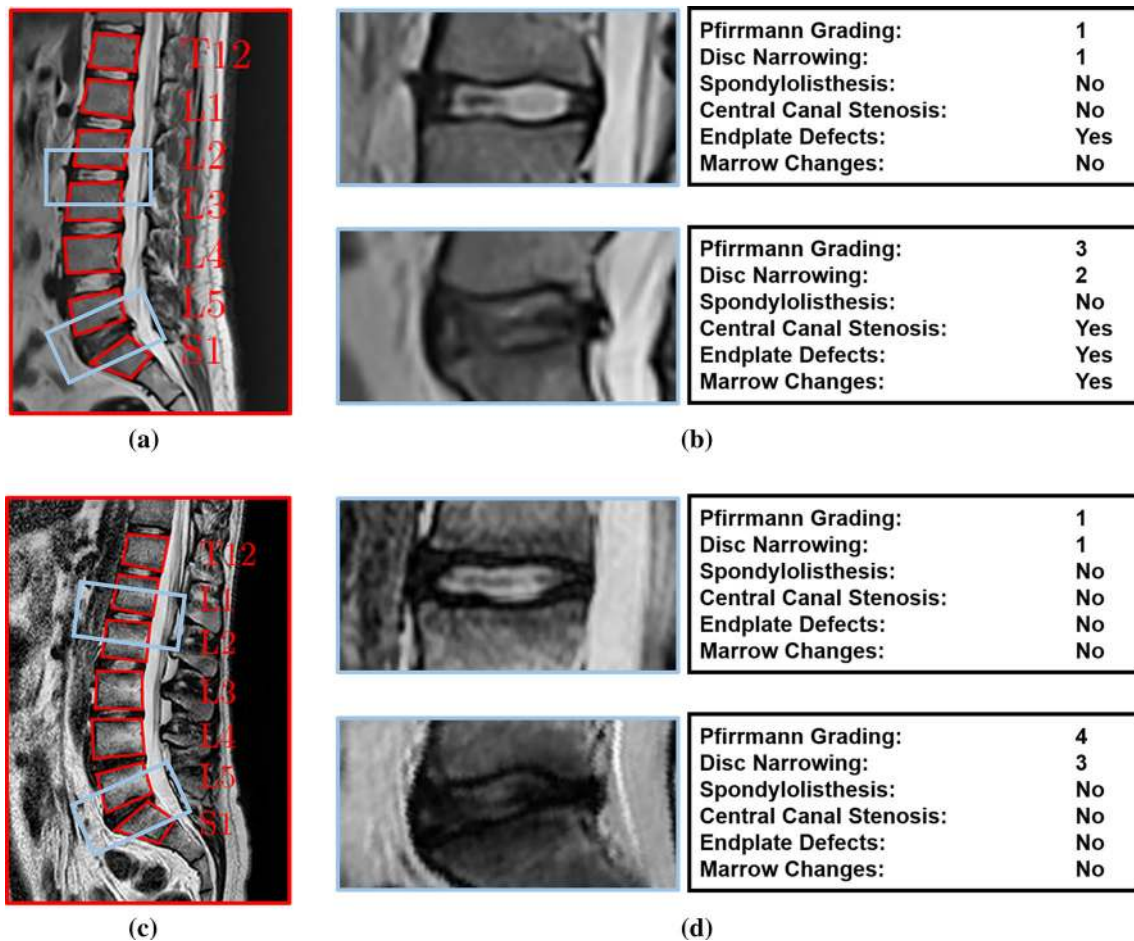 T12
L1
L2
L3
L4
L5
S1
(a)
Pfirrmann Grading: 1
Disc Narrowing: 1
Spondylolisthesis: No
Central Canal Stenosis: No
Endplate Defects: Yes
Marrow Changes: No
Pfirrmann Grading: 3
Disc Narrowing: 2
Spondylolisthesis: No
Central Canal Stenosis: Yes
Endplate Defects: Yes
Marrow Changes: Yes
(b)
T12
L1
L2
L3
L4
L5
S1
(c)
Pfirrmann Grading: 1
Disc Narrowing: 1
Spondylolisthesis: No
Central Canal Stenosis: No
Endplate Defects: No
Marrow Changes: No
Pfirrmann Grading: 4
Disc Narrowing: 3
Spondylolisthesis: No
Central Canal Stenosis: No
Endplate Defects: No
Marrow Changes: No
(d)